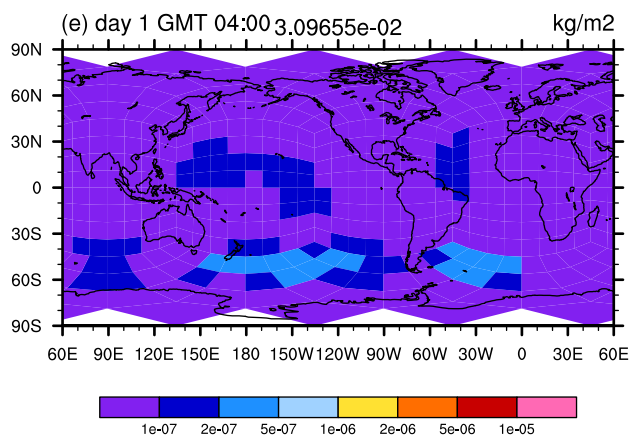 (e) day 1 GMT 04:00 3.09655e-02 kg/m2
90N
60N
30N
0
30S
60S
90S
60E 90E 120E 150E 180 150W 120W 90W 60W 30W 0 30E 60E
1e-07 2e-07 5e-07 1e-06 2e-06 5e-06 1e-05